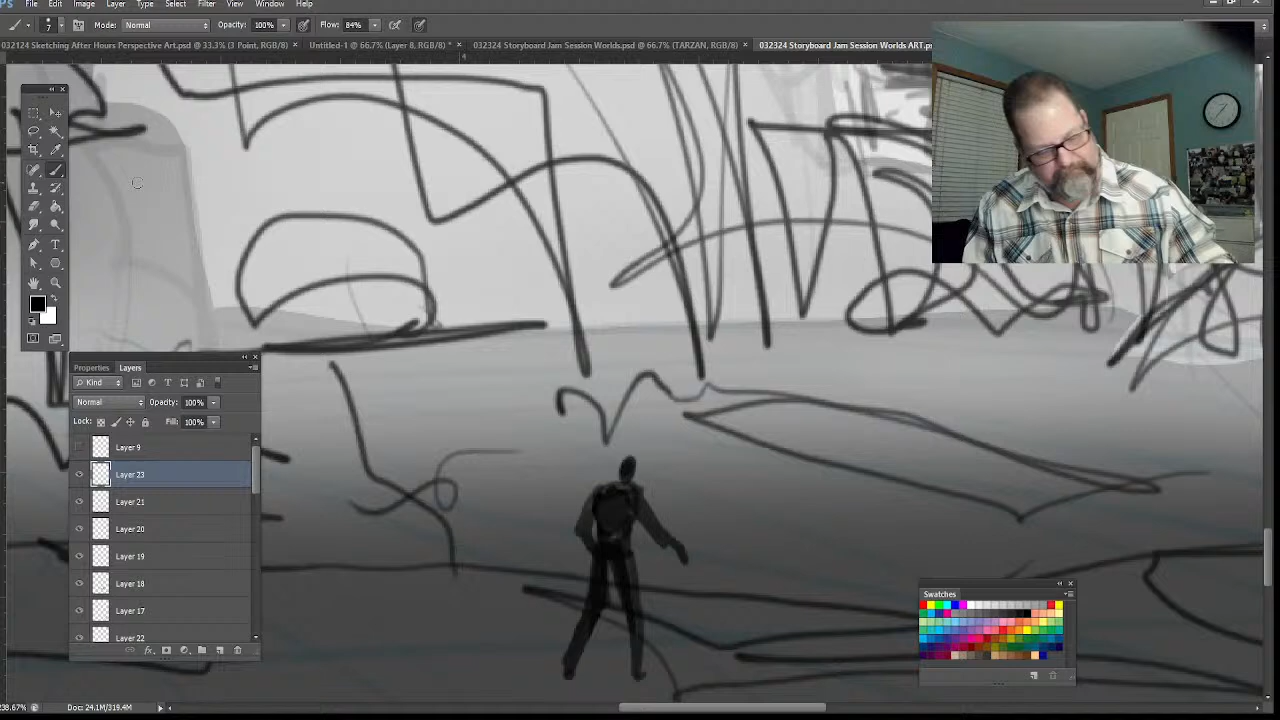 File Edit Image Layer Type Select Filter View Window Help
7 Mode: Normal Opacity: 100% Flow: 84%
032124 Sketching After Hours Perspective Art.psd @ 33.3% (3 Point, RGB/8) × Untitled-1 @ 66.7% (Layer 8, RGB/8) * × 032324 Storyboard Jam Session Worlds.psd @ 66.7% (TARZAN, RGB/8) × 032324 Storyboard Jam Session Worlds ART.ps
Properties Layers
Kind
Normal Opacity: 100%
Lock: Fill: 100%
Layer 9
Layer 23
Layer 21
Layer 20
Layer 19
Layer 18
Layer 17
Layer 22
Swatches
238.67% Doc: 24.1M/319.4M